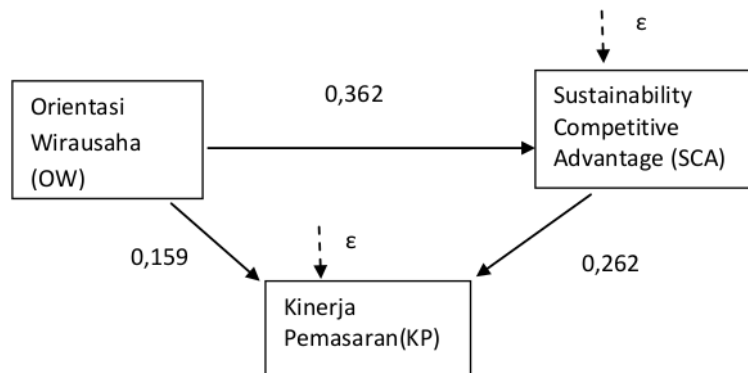 ε
Orientasi
Wirausaha
(OW)
0,362
Sustainability
Competitive
Advantage (SCA)
0,159
ε
0,262
Kinerja
Pemasaran(KP)